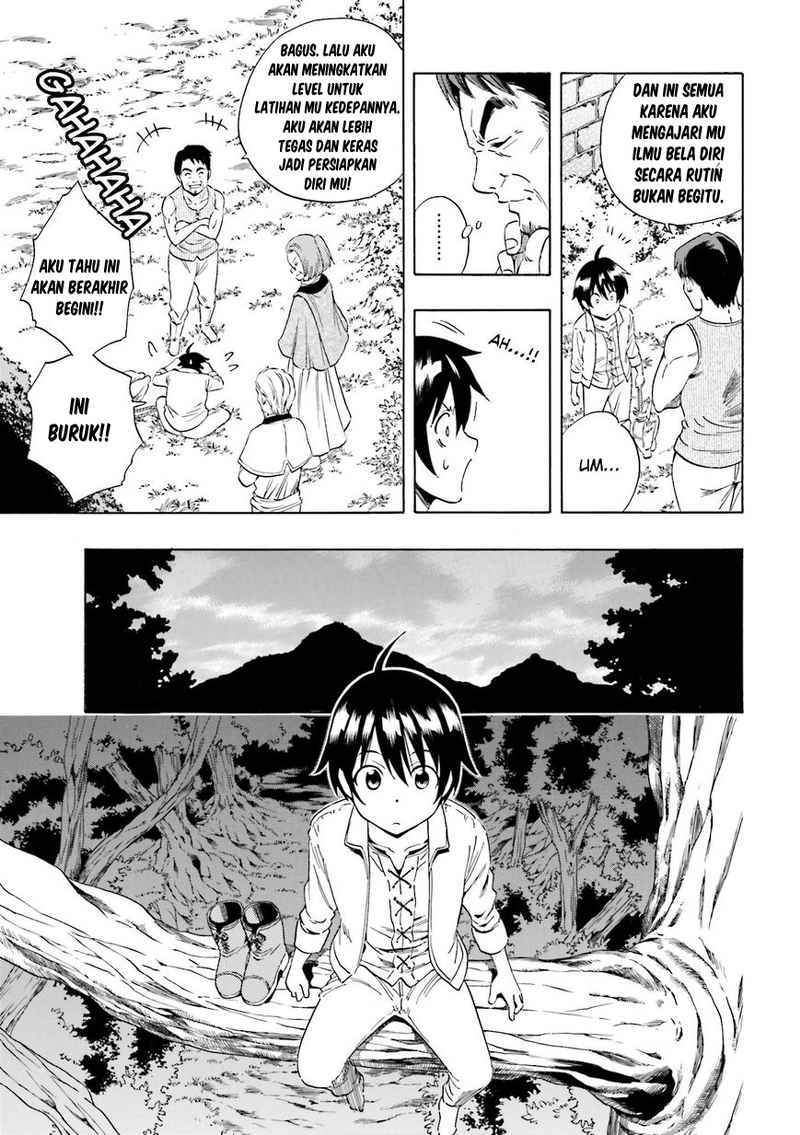 DAN INI SEMUA
KARENA AKU
MENGAJARI MU
ILMU BELA DIRI
SECARA RUTIN
BUKAN BEGITU.
UM...
.........
AH...!!
BAGUS. LALU AKU
AKAN MENINGKATKAN
LEVEL UNTUK
LATIHAN MU KEDEPANNYA.
AKU AKAN LEBIH
TEGAS DAN KERAS
JADI PERSIAPKAN
DIRI MU!
GAHAHAHA
AKU TAHU INI
AKAN BERAKHIR
BEGINI!!
INI
BURUK!!